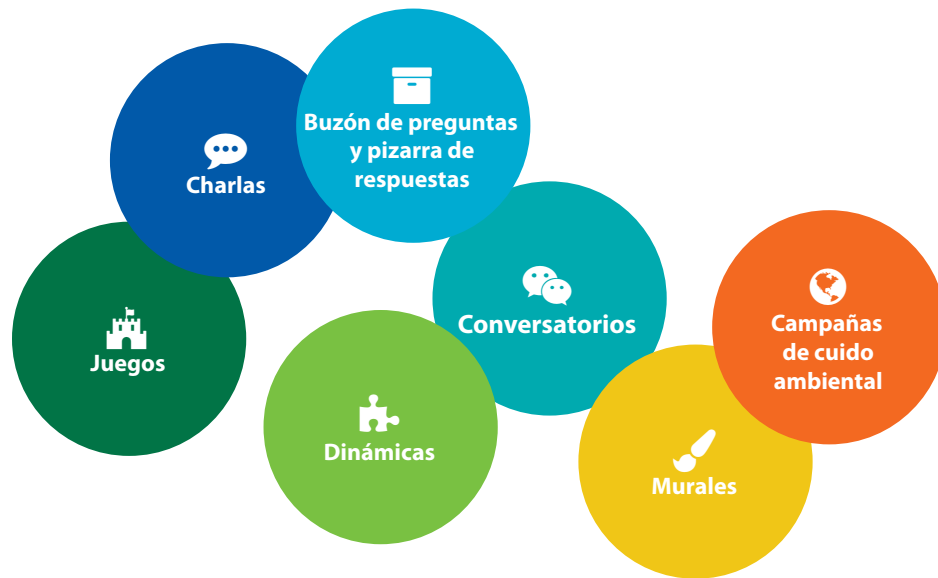 Buzón de preguntas
y pizarra de
respuestas
Charlas
Conversatorios
Campañas
de cuido
ambiental
Juegos
Dinámicas
Murales